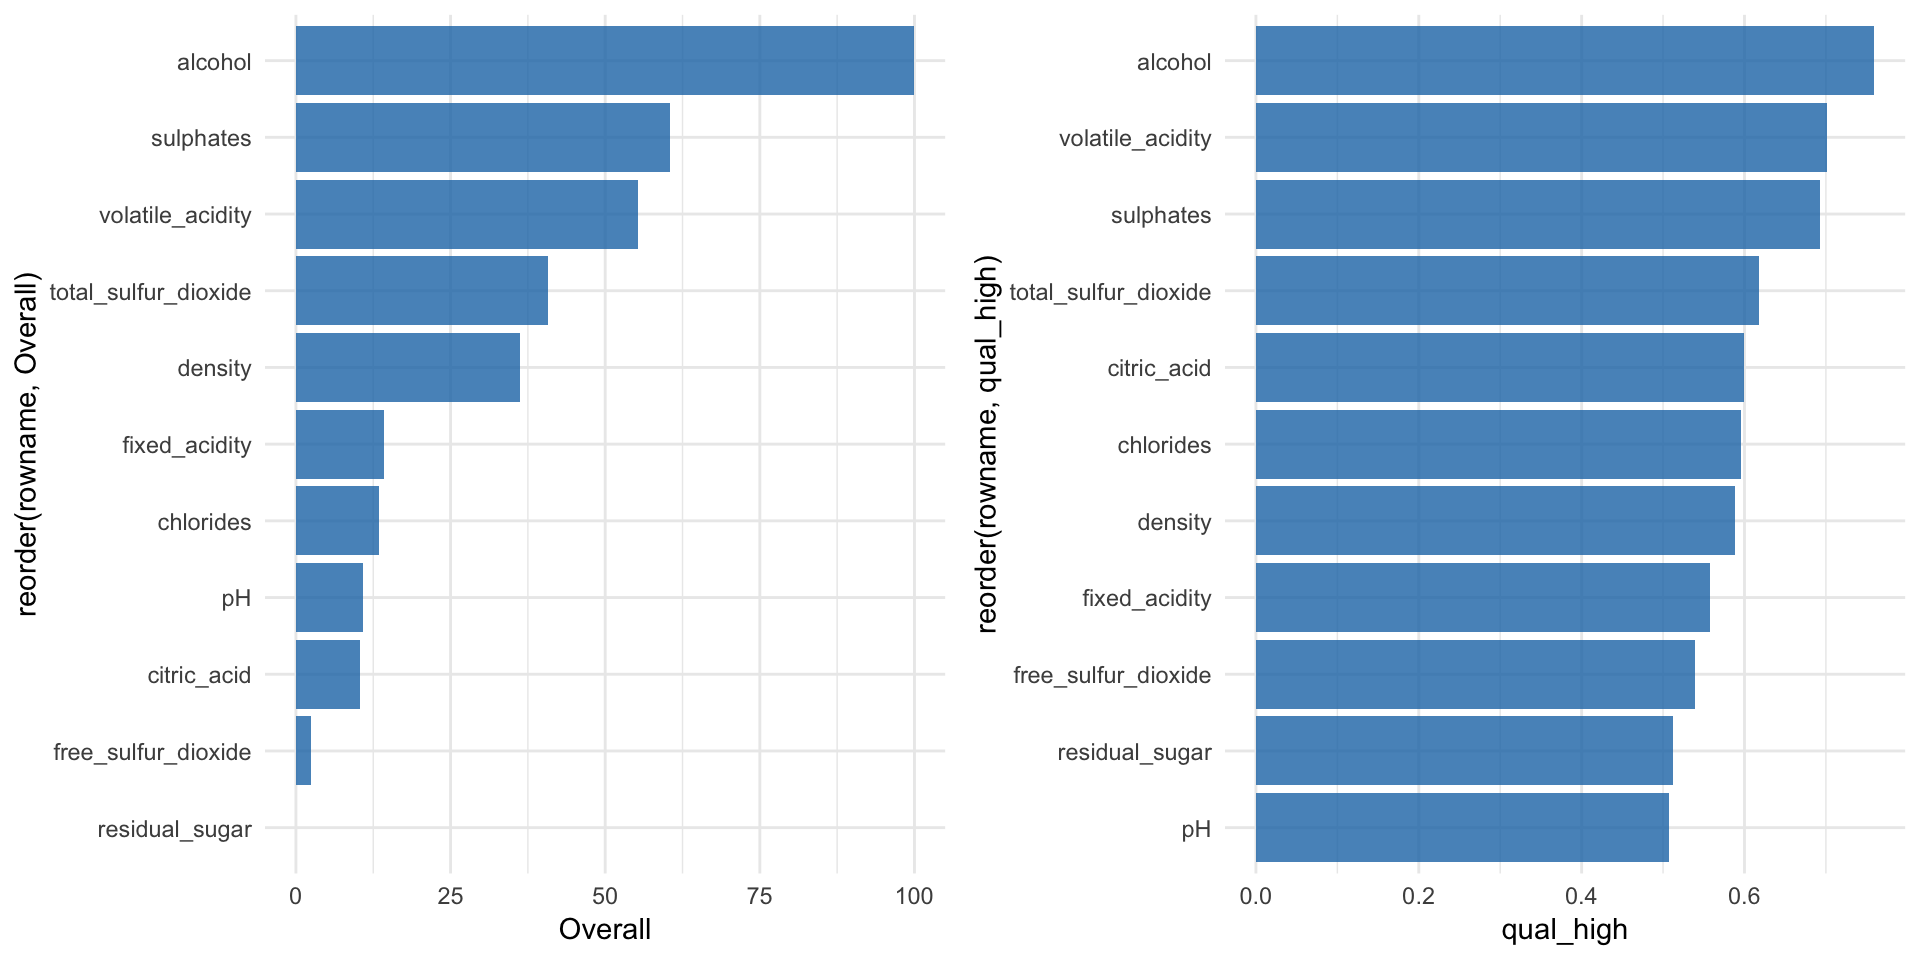 reorder(rowname, Overall)
alcohol
sulphates
volatile_acidity
total_sulfur_dioxide
density
fixed_acidity
chlorides
pH
citric_acid
free_sulfur_dioxide
residual_sugar
0 25 50 75 100
Overall
reorder(rowname, qual_high)
alcohol
volatile_acidity
sulphates
total_sulfur_dioxide
citric_acid
chlorides
density
fixed_acidity
free_sulfur_dioxide
residual_sugar
pH
0.0 0.2 0.4 0.6
qual_high